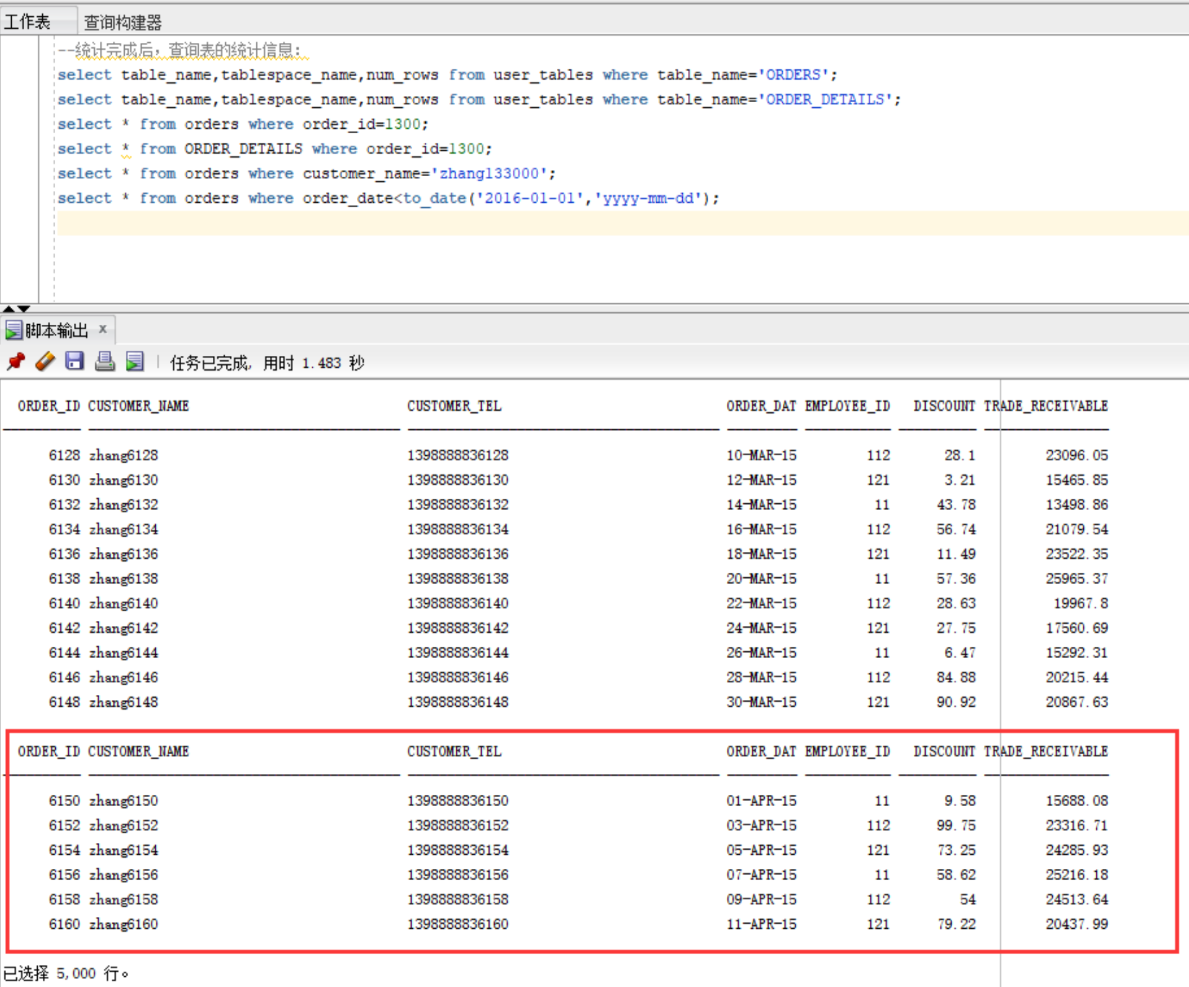 工作表 查询构建器
--统计完成后，查询表的统计信息：
select table_name,tablespace_name,num_rows from user_tables where table_name='ORDERS';
select table_name,tablespace_name,num_rows from user_tables where table_name='ORDER_DETAILS';
select * from orders where order_id=1300;
select * from ORDER_DETAILS where order_id=1300;
select * from orders where customer_name='zhang133000';
select * from orders where order_date<to_date('2016-01-01','yyyy-mm-dd');
脚本输出 x
任务已完成, 用时 1.483 秒
ORDER_ID CUSTOMER_NAME CUSTOMER_TEL ORDER_DAT EMPLOYEE_ID DISCOUNT TRADE_RECEIVABLE
6128 zhang6128 1398888836128 10-MAR-15 112 28.1 23096.05
6130 zhang6130 1398888836130 12-MAR-15 121 3.21 15465.85
6132 zhang6132 1398888836132 14-MAR-15 11 43.78 13498.86
6134 zhang6134 1398888836134 16-MAR-15 112 56.74 21079.54
6136 zhang6136 1398888836136 18-MAR-15 121 11.49 23522.35
6138 zhang6138 1398888836138 20-MAR-15 11 57.36 25965.37
6140 zhang6140 1398888836140 22-MAR-15 112 28.63 19967.8
6142 zhang6142 1398888836142 24-MAR-15 121 27.75 17560.69
6144 zhang6144 1398888836144 26-MAR-15 11 6.47 15292.31
6146 zhang6146 1398888836146 28-MAR-15 112 84.88 20215.44
6148 zhang6148 1398888836148 30-MAR-15 121 90.92 20867.63
ORDER_ID CUSTOMER_NAME CUSTOMER_TEL ORDER_DAT EMPLOYEE_ID DISCOUNT TRADE_RECEIVABLE
6150 zhang6150 1398888836150 01-APR-15 11 9.58 15688.08
6152 zhang6152 1398888836152 03-APR-15 112 99.75 23316.71
6154 zhang6154 1398888836154 05-APR-15 121 73.25 24285.93
6156 zhang6156 1398888836156 07-APR-15 11 58.62 25216.18
6158 zhang6158 1398888836158 09-APR-15 112 54 24513.64
6160 zhang6160 1398888836160 11-APR-15 121 79.22 20437.99
已选择 5,000 行。